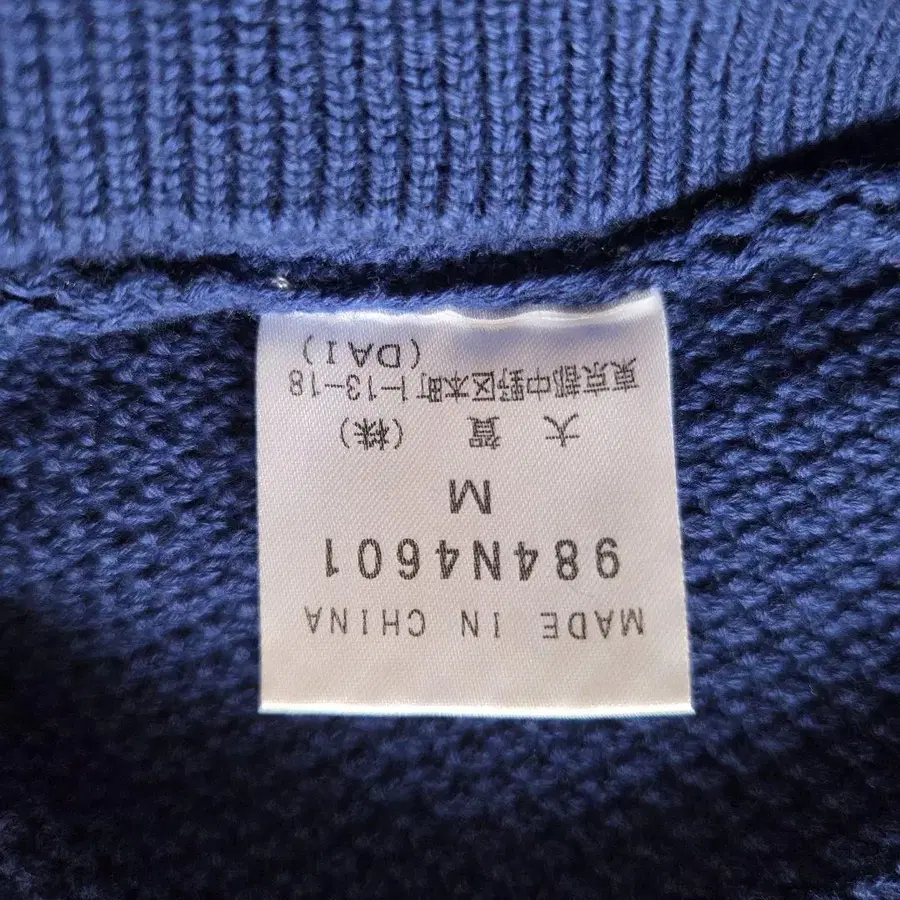 MADE IN CHINA
984N4601
M
大 賀 (株)
東京都中野区本町1-13-18
(DAI)